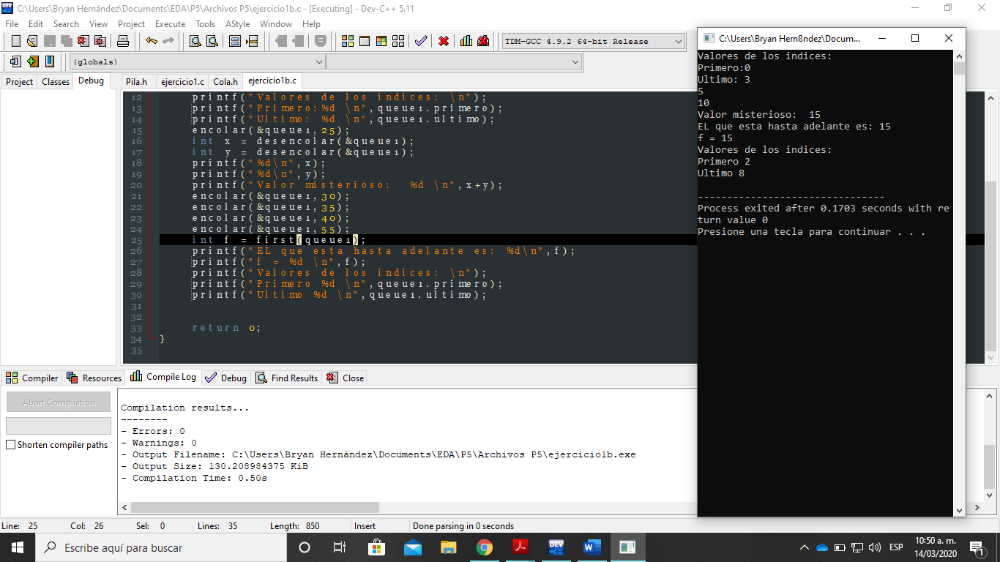 C:\Users\Bryan Hernández\Documents\EDA\P5\Archivos P5\ejercicio1b.c - [Executing] - Dev-C++ 5.11
File Edit Search View Project Execute Tools AStyle Window Help
TDM-GCC 4.9.2 64-bit Release
(globals)
Project Classes Debug
Pila.h ejercicio1.c Cola.h ejercicio1b.c
12 printf("Valores de los indices: \n");
13 printf("Primero:%d \n",queue1.primero);
14 printf("Ultimo: %d \n",queue1.ultimo);
15 encolar(&queue1,25);
16 int x = desencolar(&queue1);
17 int y = desencolar(&queue1);
18 printf("%d\n",x);
19 printf("%d\n",y);
20 printf("Valor misterioso:  %d \n",x+y);
21 encolar(&queue1,30);
22 encolar(&queue1,35);
23 encolar(&queue1,40);
24 encolar(&queue1,55);
25 int f = first(queue1);
26 printf("EL que esta hasta adelante es: %d\n",f);
27 printf("f = %d \n",f);
28 printf("Valores de los indices: \n");
29 printf("Primero %d \n",queue1.primero);
30 printf("Ultimo %d \n",queue1.ultimo);
31
32
33 return 0;
34 }
35
C:\Users\Bryan Hernßndez\Docum...
Valores de los indices:
Primero:0
Ultimo: 3
5
10
Valor misterioso:  15
EL que esta hasta adelante es: 15
f = 15
Valores de los indices:
Primero 2
Ultimo 8
--------------------------------
Process exited after 0.1703 seconds with re
turn value 0
Presione una tecla para continuar . . .
Compiler Resources Compile Log Debug Find Results Close
Abort Compilation
Shorten compiler paths
Compilation results...
--------
- Errors: 0
- Warnings: 0
- Output Filename: C:\Users\Bryan Hernández\Documents\EDA\P5\Archivos P5\ejercicio1b.exe
- Output Size: 130.208984375 KiB
- Compilation Time: 0.50s
Line: 25 Col: 26 Sel: 0 Lines: 35 Length: 850 Insert Done parsing in 0 seconds
Escribe aquí para buscar
ESP
10:50 a. m.
14/03/2020
1